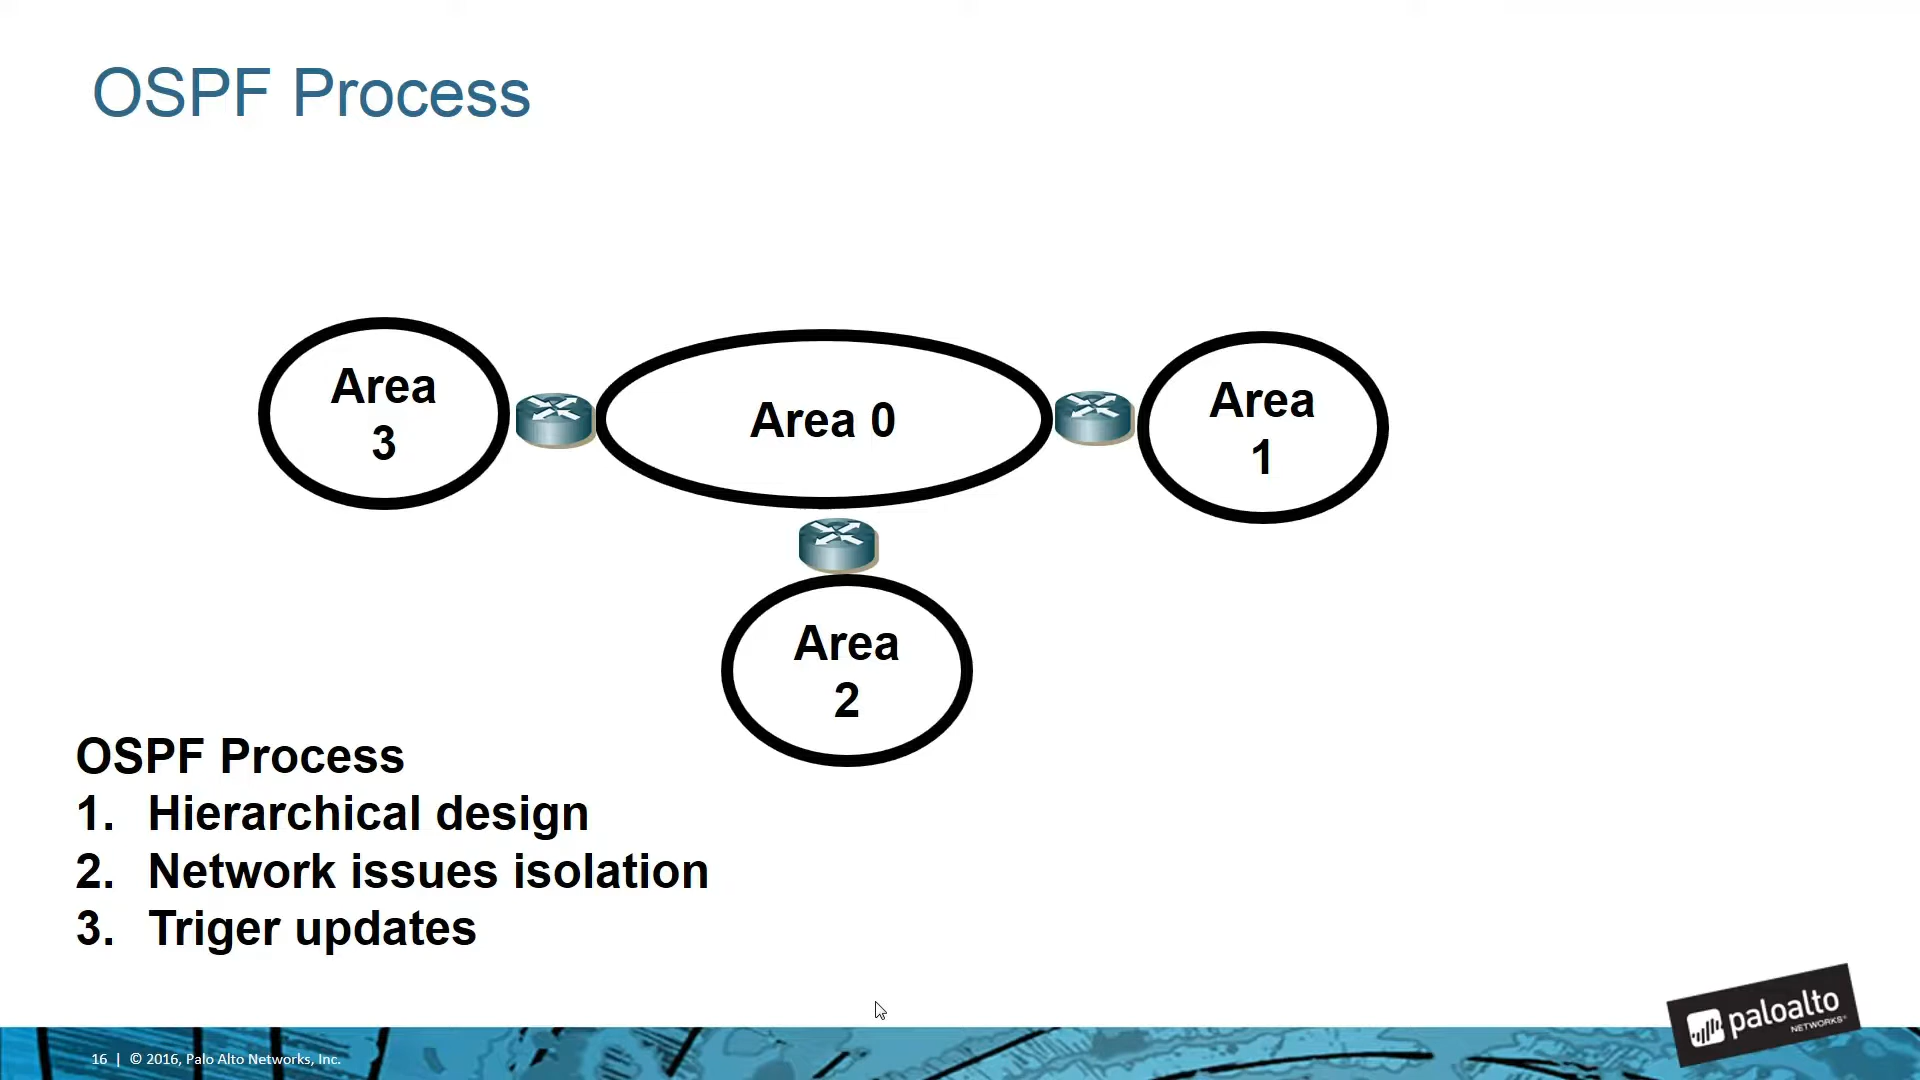 OSPF Process
Area
3
Area 0
Area
1
Area
2
OSPF Process
1. Hierarchical design
2. Network issues isolation
3. Triger updates
paloalto
NETWORKS®
16 | © 2016, Palo Alto Networks, Inc.